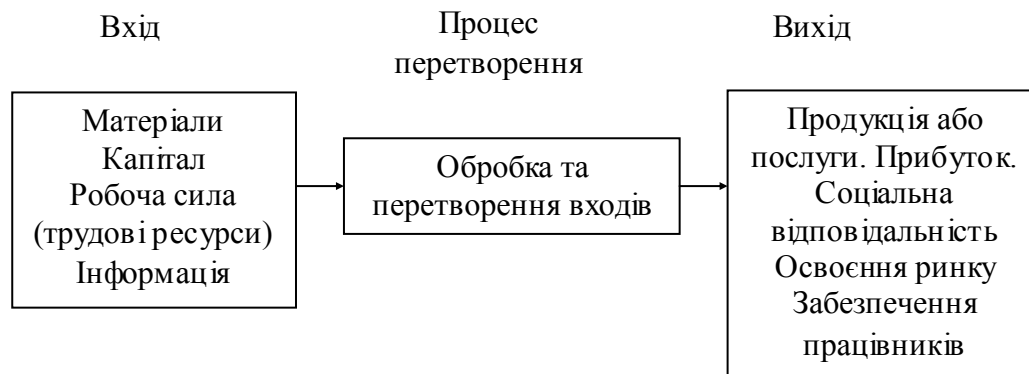 Вхід
Процес
перетворення
Вихід
Матеріали
Капітал
Робоча сила
(трудові ресурси)
Інформація
Обробка та
перетворення входів
Продукція або
послуги. Прибуток.
Соціальна
відповідальність
Освоєння ринку
Забезпечення
працівників